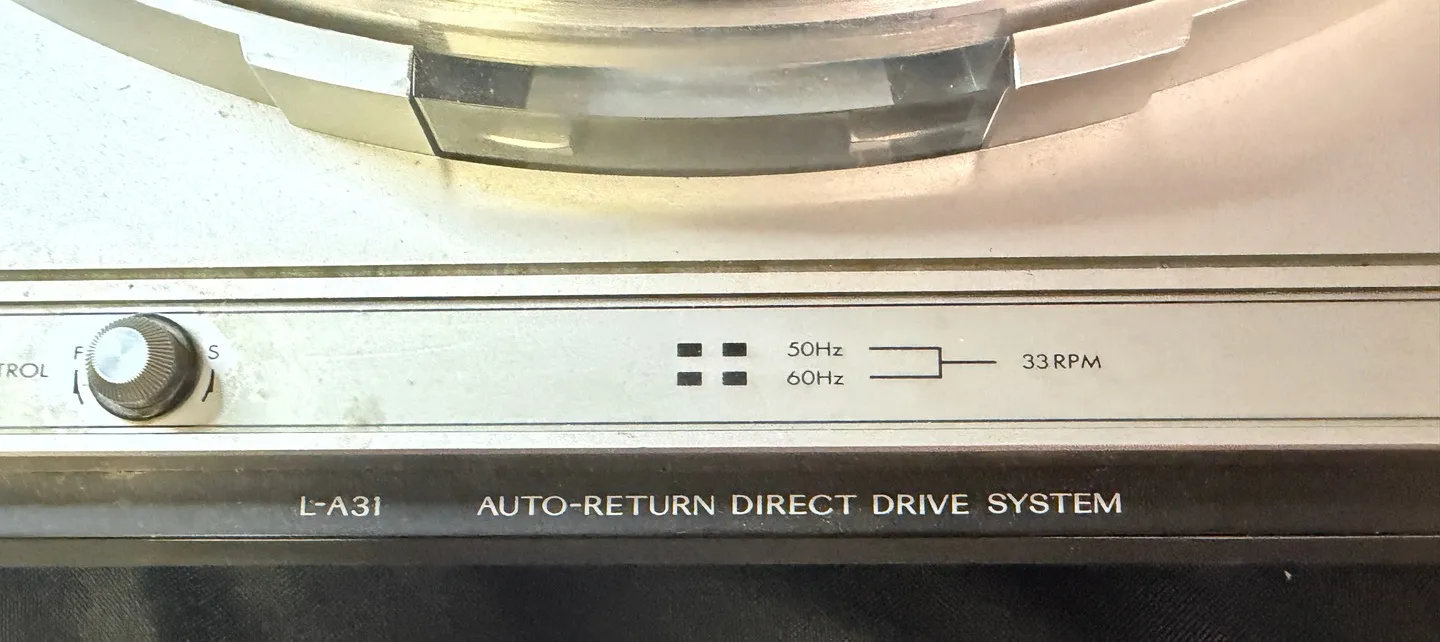 TROL F S
50Hz
60Hz
33 RPM
L-A31 AUTO-RETURN DIRECT DRIVE SYSTEM